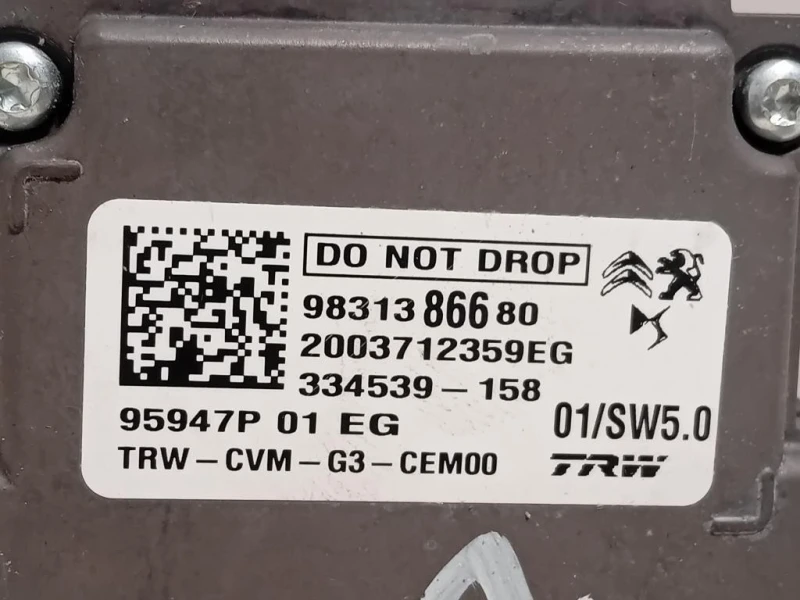 DO NOT DROP
98313 866 80
2003712359EG
334539-158
95947P 01 EG
01/SW5.0
TRW-CVM-G3-CEM00
TRW